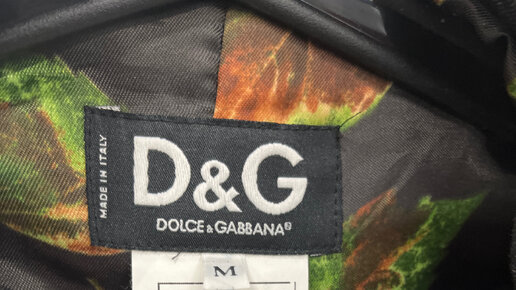 MADE IN ITALY
D&G
DOLCE & GABBANA®
M